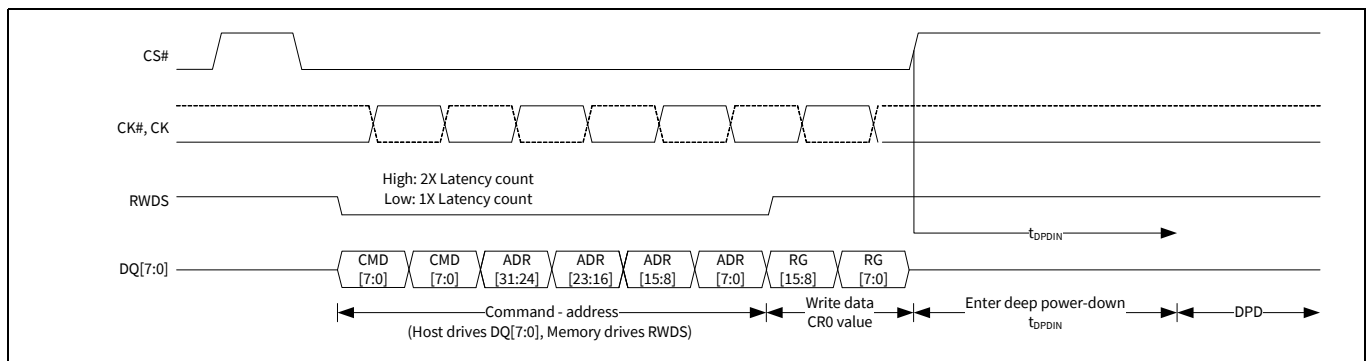 CS#
CK#, CK
High: 2X Latency count
Low: 1X Latency count
RWDS
tDPDIN
DQ[7:0]
CMD [7:0]
CMD [7:0]
ADR [31:24]
ADR [23:16]
ADR [15:8]
ADR [7:0]
RG [15:8]
RG [7:0]
Command - address
(Host drives DQ[7:0], Memory drives RWDS)
Write data
CR0 value
Enter deep power-down
tDPDIN
DPD